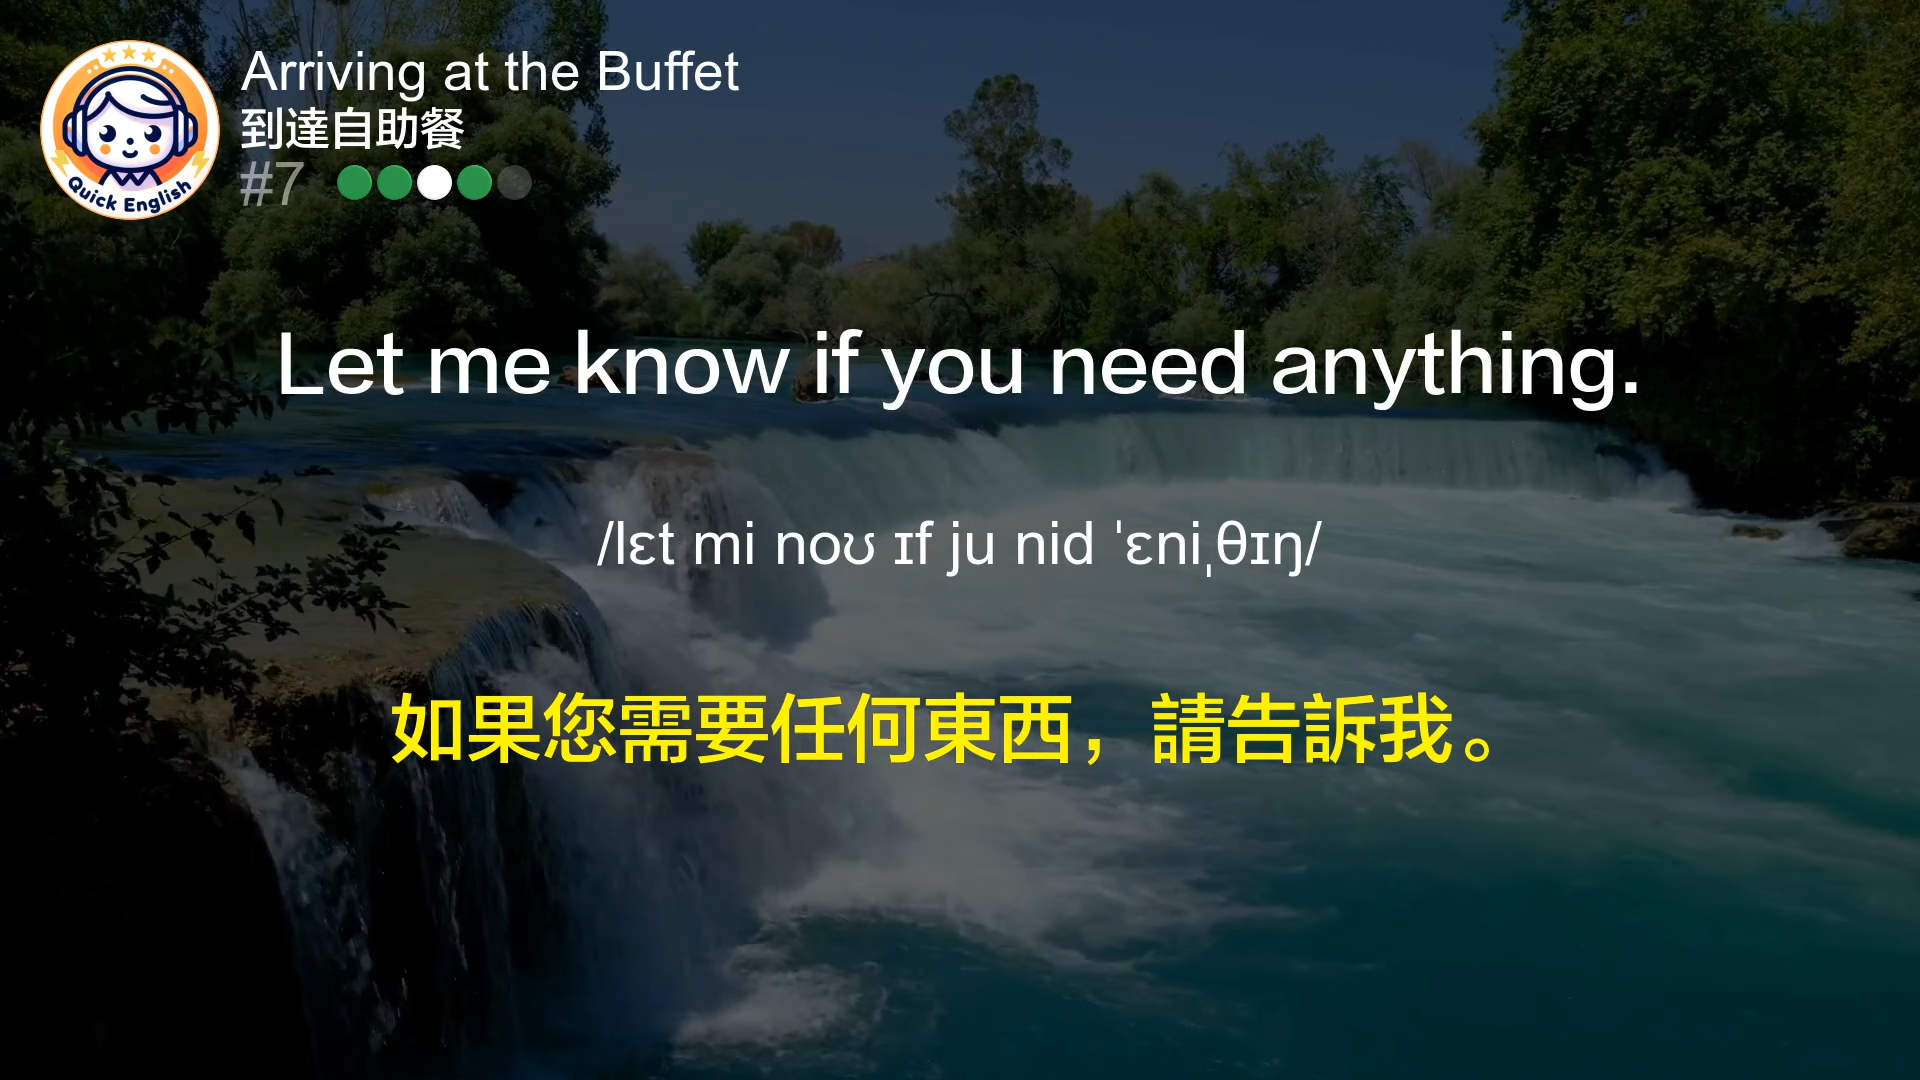 Quick English
Arriving at the Buffet
到達自助餐
#7
Let me know if you need anything.
/lɛt mi noʊ ɪf ju nid ˈɛniˌθɪŋ/
如果您需要任何東西，請告訴我。